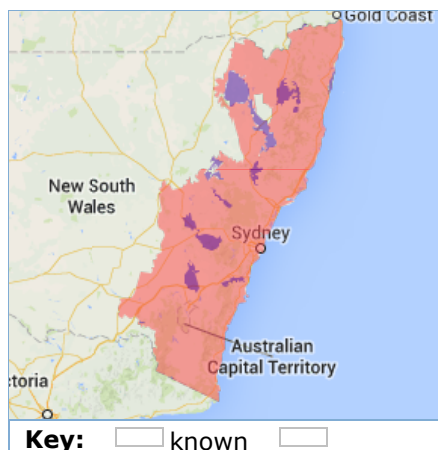 Gold Coast
New South
Wales
Sydney
Australian
Capital Territory
ctoria
Key: known